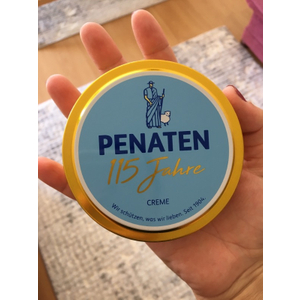 PENATEN
115 Jahre
CREME
Wir schützen, was wir lieben. Seit 1904.